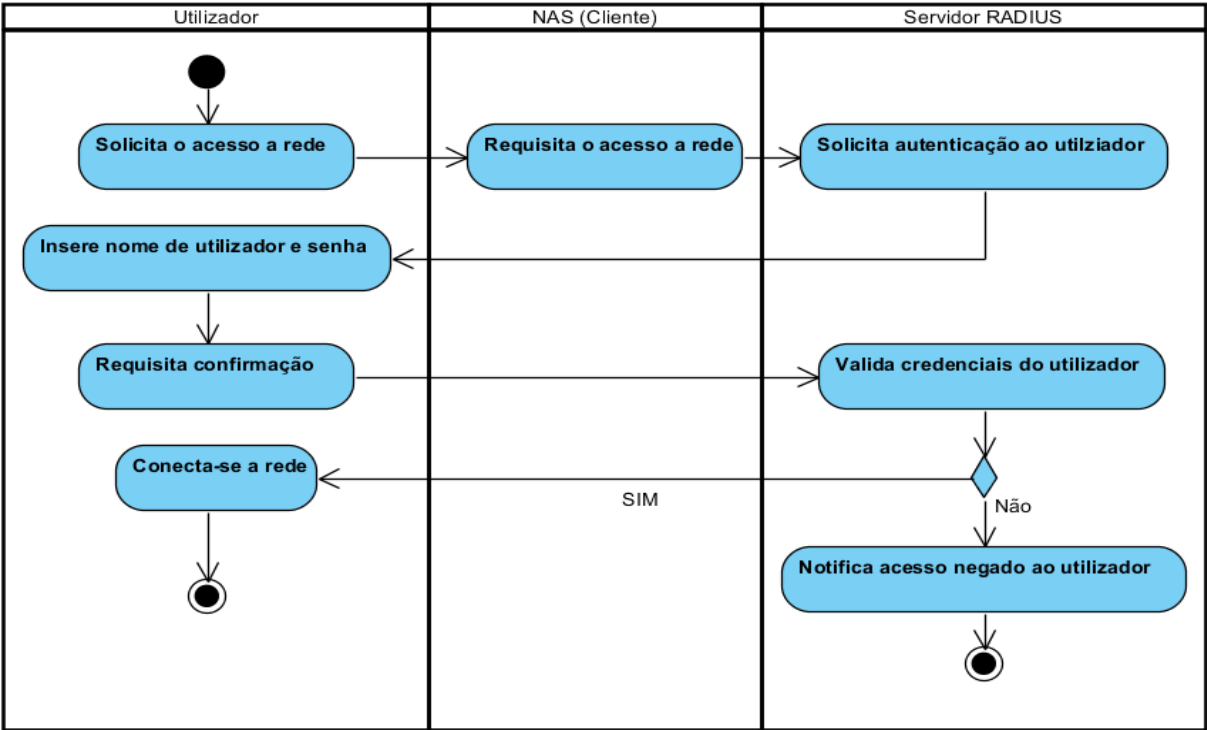 Utilizador
NAS (Cliente)
Servidor RADIUS
Solicita o acesso a rede
Requisita o acesso a rede
Solicita autenticação ao utilziador
Insere nome de utilizador e senha
Requisita confirmação
Valida credenciais do utilizador
Conecta-se a rede
SIM
Não
Notifica acesso negado ao utilizador